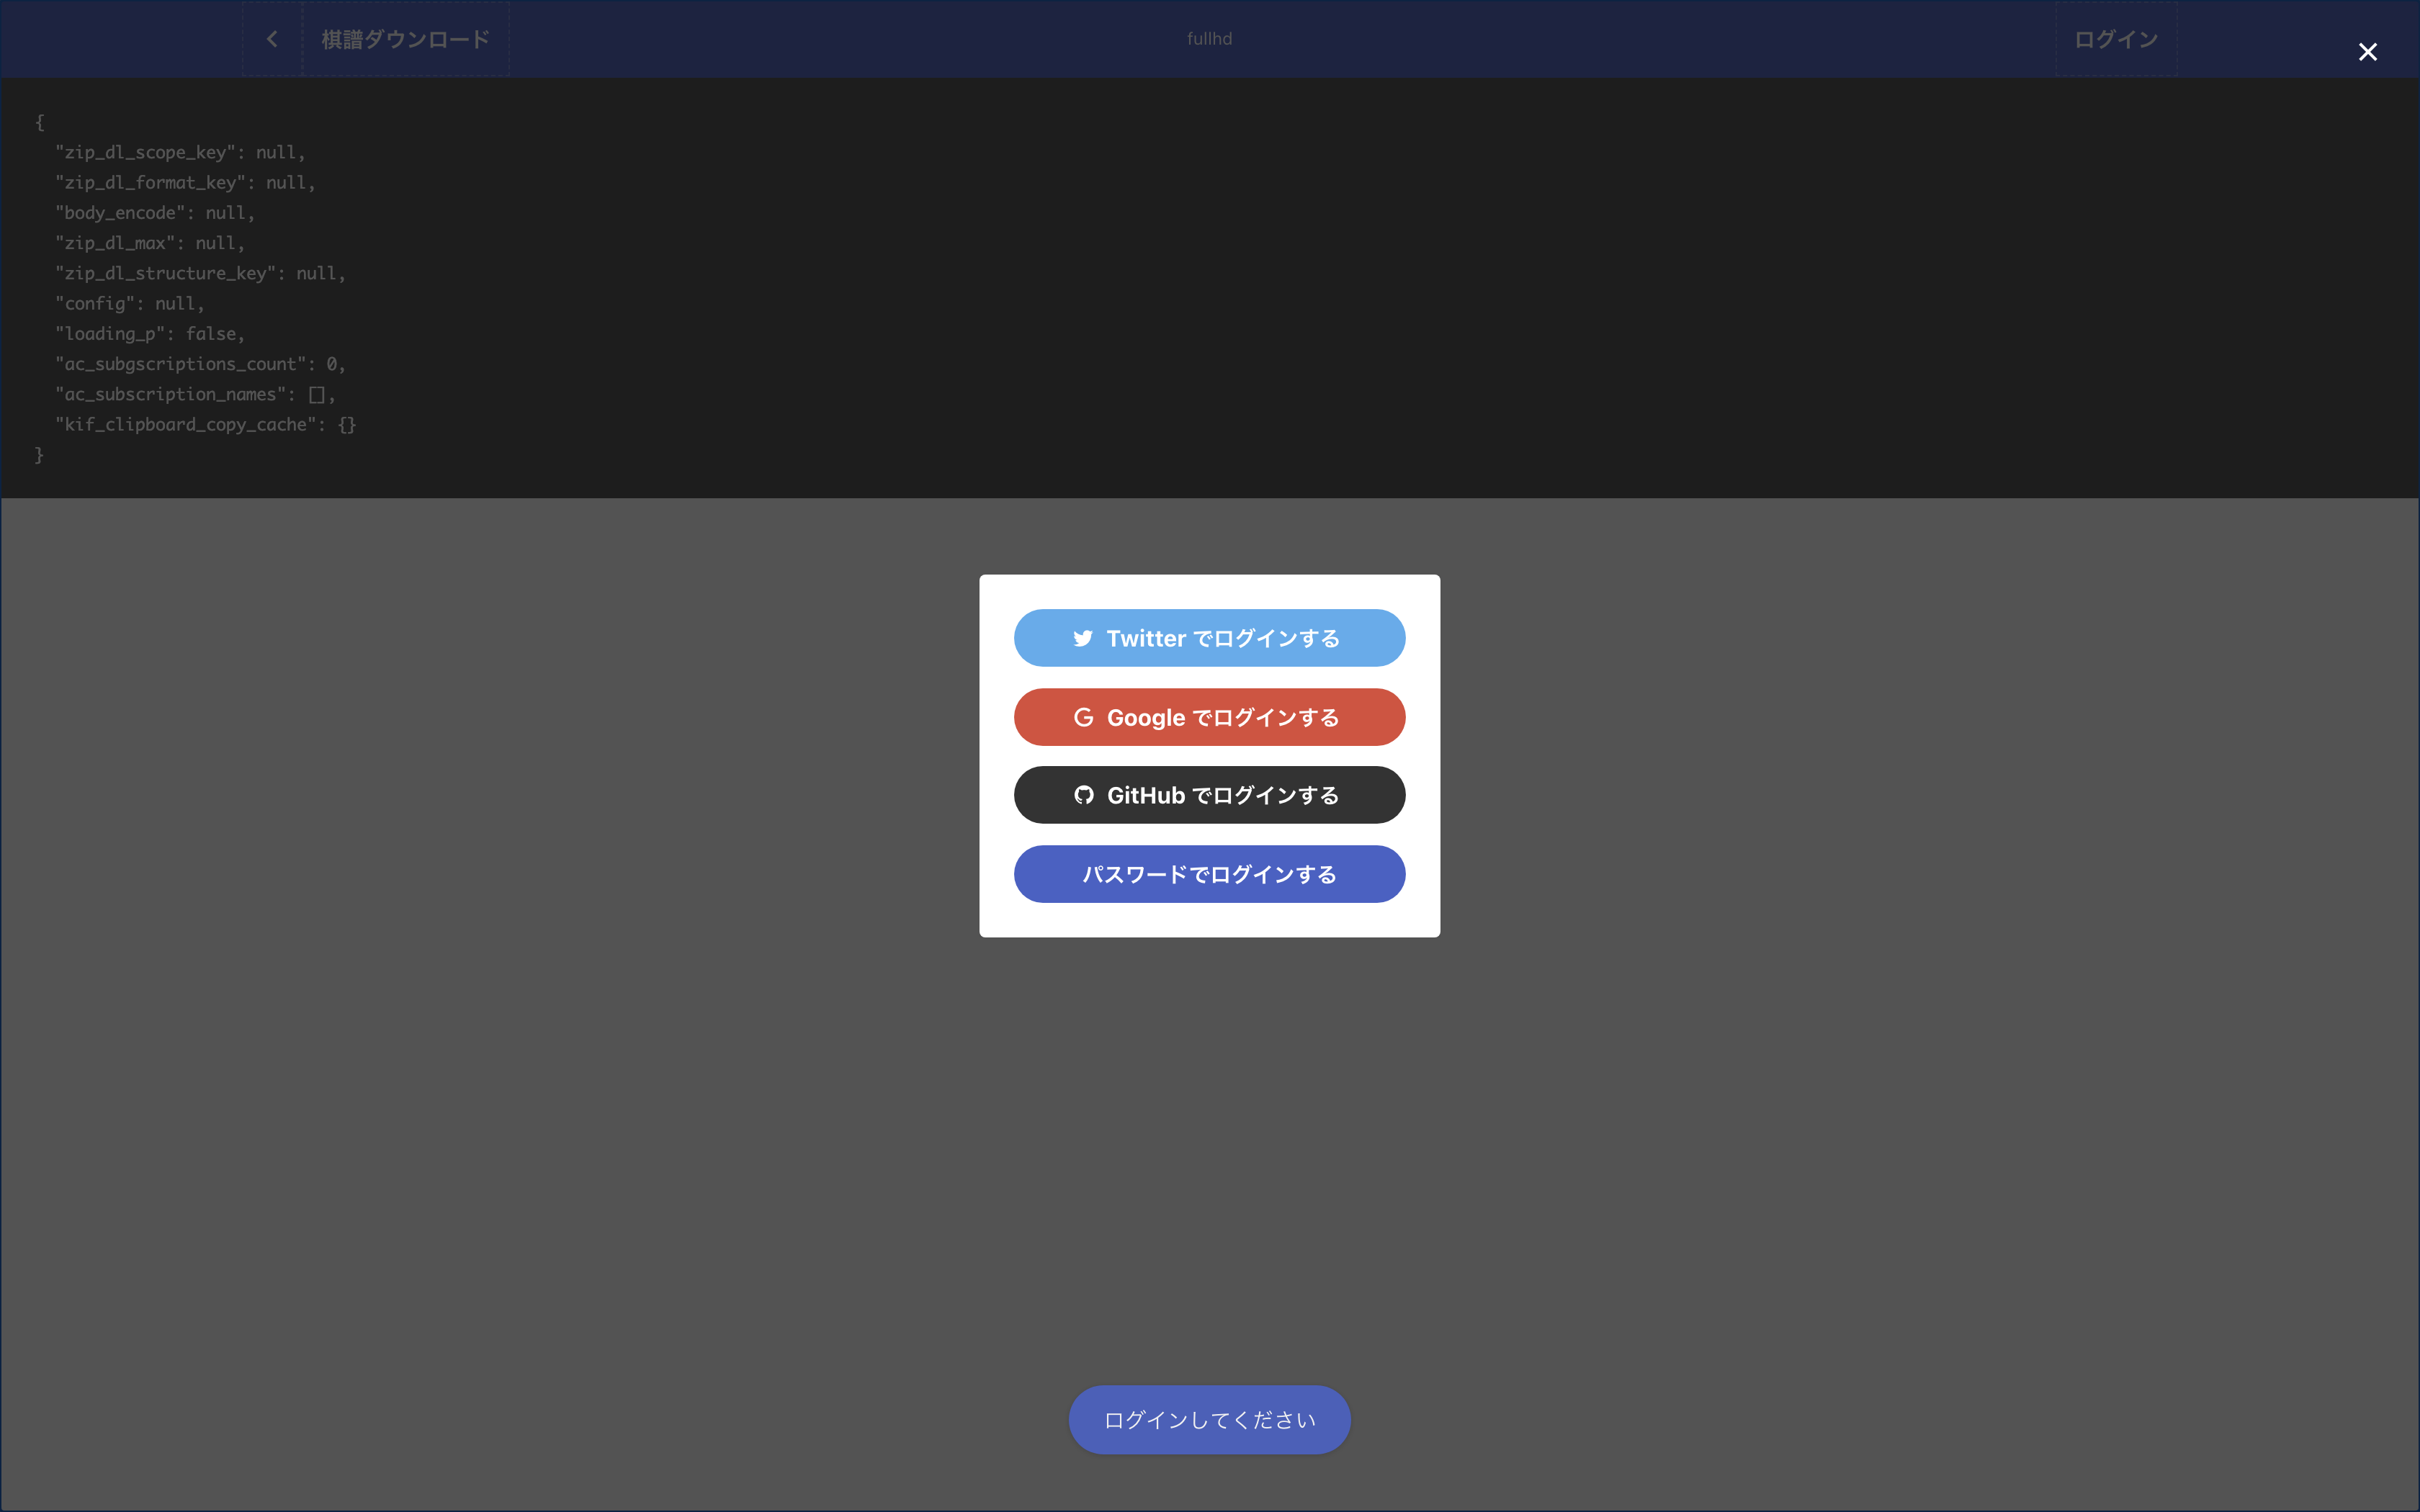 棋譜ダウンロード
fullhd
ログイン
{
"zip_dl_scope_key": null,
"zip_dl_format_key": null,
"body_encode": null,
"zip_dl_max": null,
"zip_dl_structure_key": null,
"config": null,
"loading_p": false,
"ac_subgscriptions_count": 0,
"ac_subscription_names": [],
"kif_clipboard_copy_cache": {}
}
Twitter でログインする
Google でログインする
GitHub でログインする
パスワードでログインする
ログインしてください